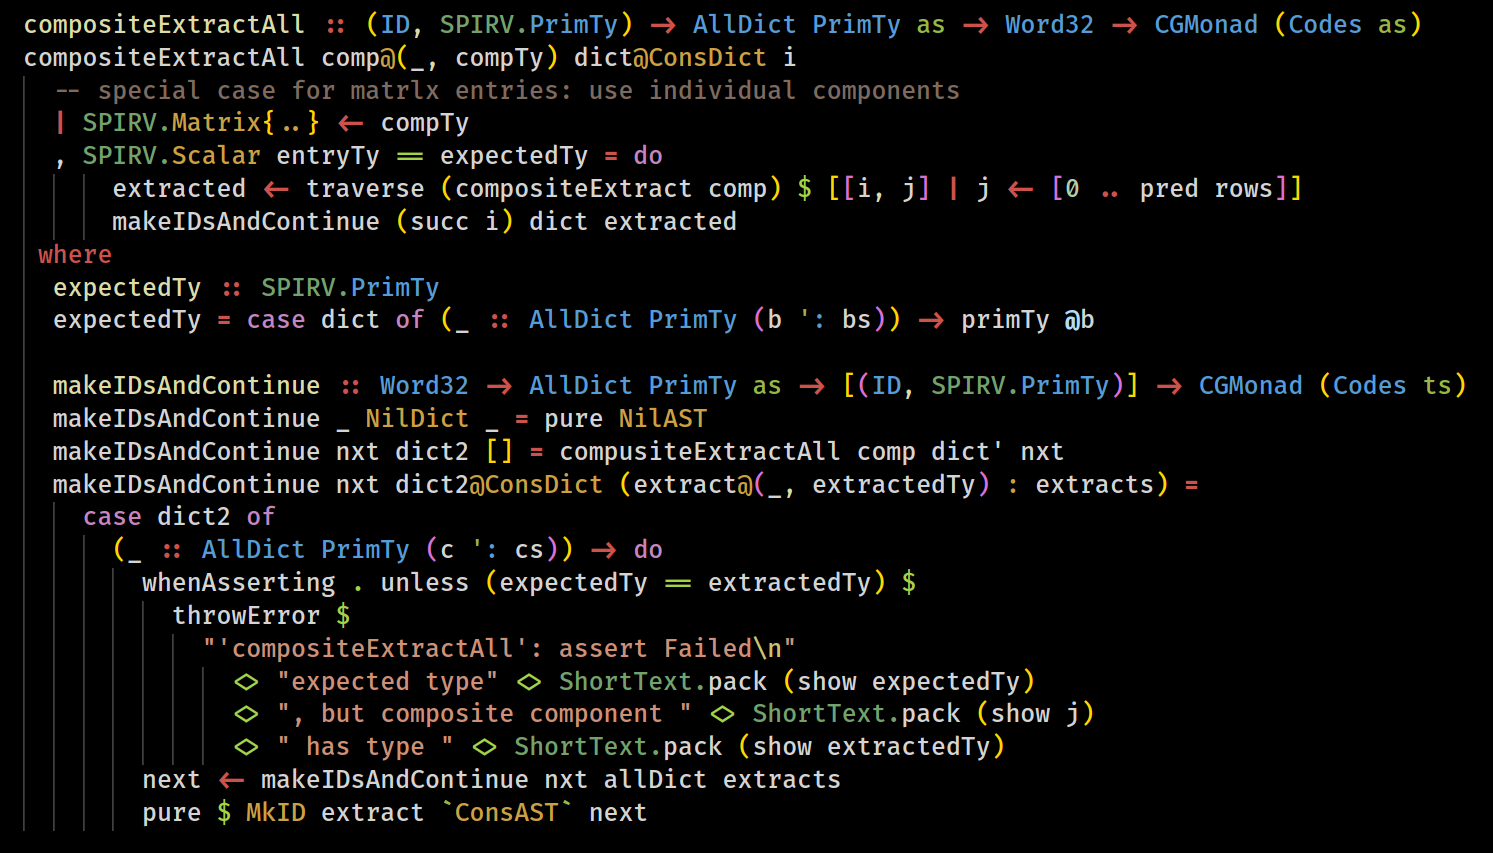 compositeExtractAll :: (ID, SPIRV.PrimTy) -> AllDict PrimTy as -> Word32 -> CGMonad (Codes as)
compositeExtractAll comp@(_, compTy) dict@ConsDict i
-- special case for matrlx entries: use individual components
| SPIRV.Matrix{..} <- compTy
, SPIRV.Scalar entryTy == expectedTy = do
extracted <- traverse (compositeExtract comp) $ [[i, j] | j <- [0 .. pred rows]]
makeIDsAndContinue (succ i) dict extracted
where
expectedTy :: SPIRV.PrimTy
expectedTy = case dict of (_ :: AllDict PrimTy (b ': bs)) -> primTy @b
makeIDsAndContinue :: Word32 -> AllDict PrimTy as -> [(ID, SPIRV.PrimTy)] -> CGMonad (Codes ts)
makeIDsAndContinue _ NilDict _ = pure NilAST
makeIDsAndContinue nxt dict2 [] = compusiteExtractAll comp dict' nxt
makeIDsAndContinue nxt dict2@ConsDict (extract@(_, extractedTy) : extracts) =
case dict2 of
(_ :: AllDict PrimTy (c ': cs)) -> do
whenAsserting . unless (expectedTy == extractedTy) $
throwError $
"'compositeExtractAll': assert Failed\n"
<> "expected type" <> ShortText.pack (show expectedTy)
<> ", but composite component " <> ShortText.pack (show j)
<> " has type " <> ShortText.pack (show extractedTy)
next <- makeIDsAndContinue nxt allDict extracts
pure $ MkID extract `ConsAST` next